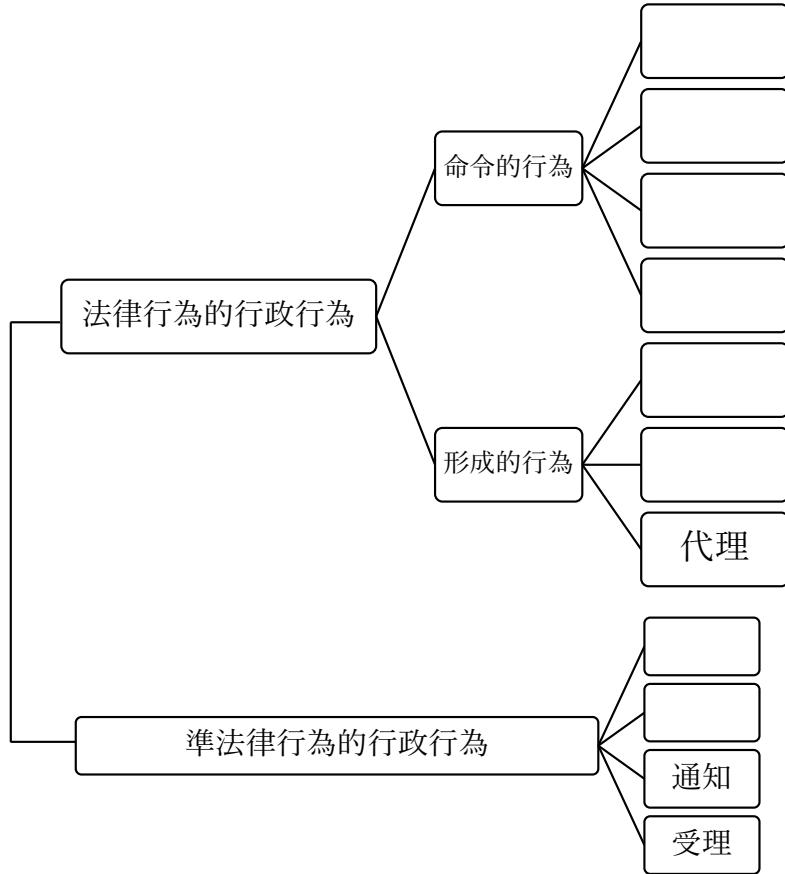 命令的行為
法律行為的行政行為
形成的行為
代理
準法律行為的行政行為
通知
受理